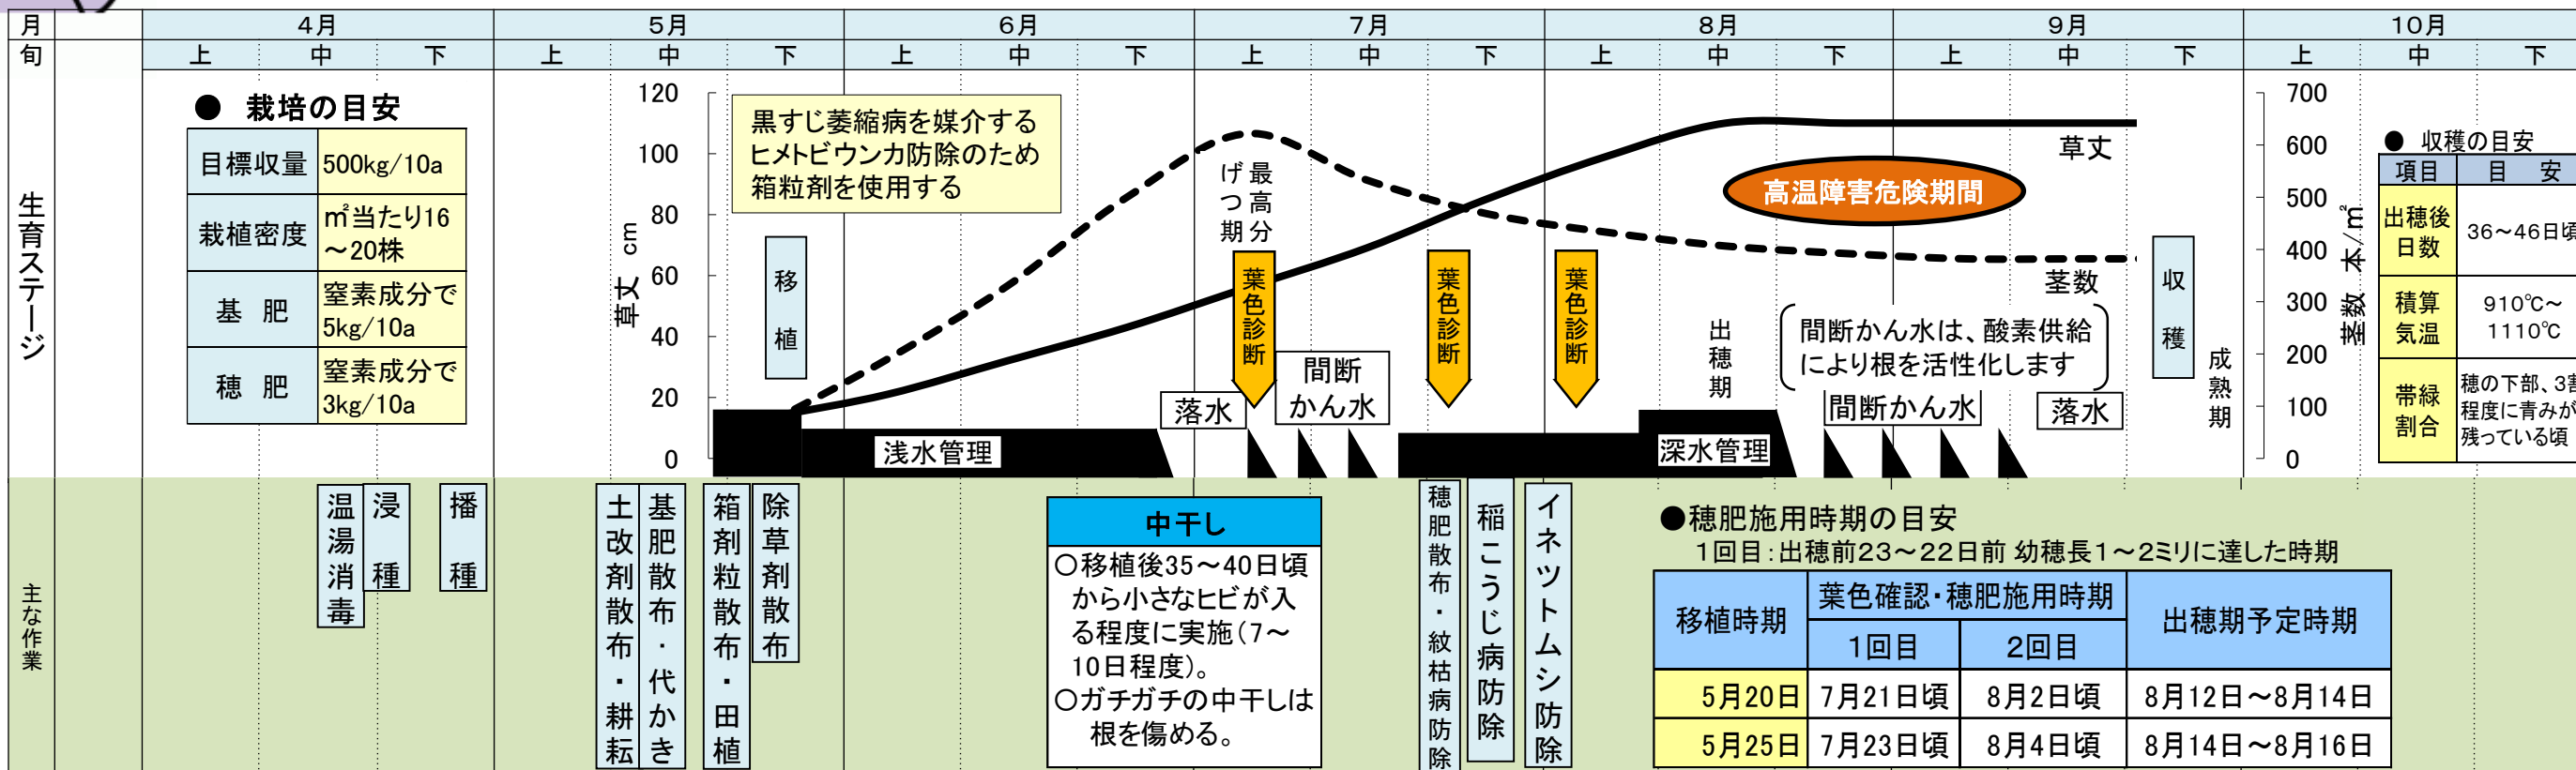 月
4月
5月
6月
7月
8月
9月
10月
旬
上
中
下
上
中
下
上
中
下
上
中
下
上
中
下
上
中
下
上
中
下
生育ステージ
● 栽培の目安
目標収量
500kg/10a
栽植密度
㎡当たり16
～20株
基 肥
窒素成分で
5kg/10a
穂 肥
窒素成分で
3kg/10a
草丈 cm
120
100
80
60
40
20
0
黒すじ萎縮病を媒介する
ヒメトビウンカ防除のため
箱粒剤を使用する
移植
最高分
げつ期
葉色診断
葉色診断
葉色診断
高温障害危険期間
草丈
茎数
出穂期
間断かん水は、酸素供給
により根を活性化します
間断
かん水
間断かん水
落水
落水
浅水管理
深水管理
収穫
成熟期
700
600
500
400
300
200
100
0
茎数 本/㎡
● 収穫の目安
項目
目 安
出穂後
日数
36～46日頃
積算
気温
910℃～
1110℃
帯緑
割合
穂の下部、3割
程度に青みが
残っている頃
主な作業
温湯消毒
浸種
播種
土改剤散布・耕耘
基肥散布・代かき
箱剤粒散布・田植
除草剤散布
中干し
○移植後35～40日頃
から小さなヒビが入
る程度に実施(7～
10日程度)。
○ガチガチの中干しは
根を傷める。
穂肥散布・紋枯病防除
稲こうじ病防除
イネツトムシ防除
●穂肥施用時期の目安
1回目：出穂前23～22日前 幼穂長1～2ミリに達した時期
移植時期
葉色確認・穂肥施用時期
出穂期予定時期
1回目
2回目
5月20日
7月21日頃
8月2日頃
8月12日～8月14日
5月25日
7月23日頃
8月4日頃
8月14日～8月16日